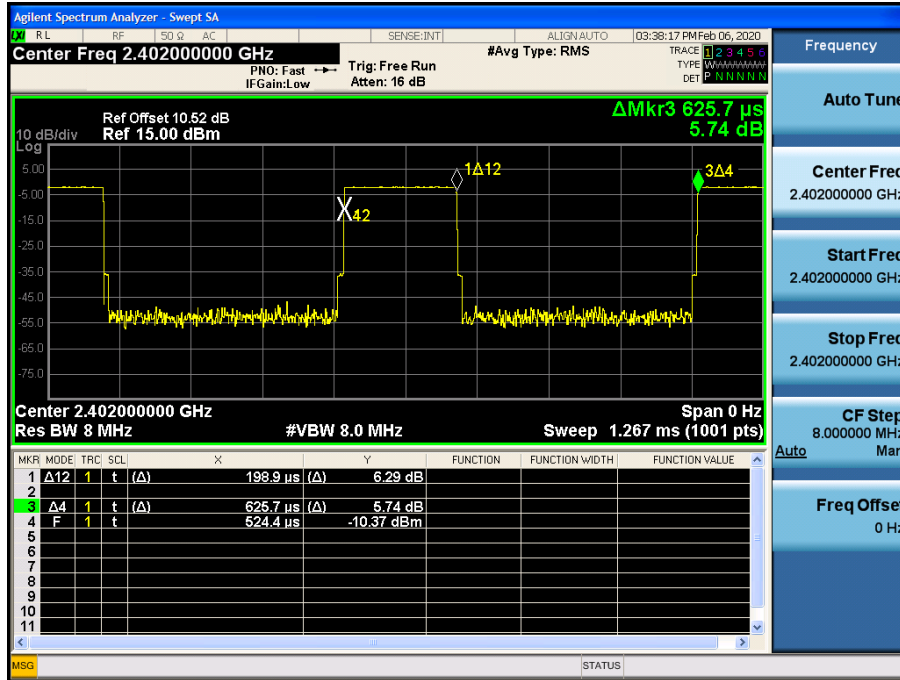 Agilent Spectrum Analyzer - Swept SA
LXI RL RF 50 Ω AC SENSE:INT ALIGN AUTO 03:38:17 PM Feb 06, 2020
Center Freq 2.402000000 GHz #Avg Type: RMS TRACE 1 2 3 4 5 6
PNO: Fast Trig: Free Run TYPE WWWWWW
IFGain:Low Atten: 16 dB DET P N N N N N
Frequency
Auto Tune
ΔMkr3 625.7 µs
5.74 dB
Ref Offset 10.52 dB
10 dB/div Ref 15.00 dBm
Log
5.00
-5.00
-15.0
-25.0
-35.0
-45.0
-55.0
-65.0
-75.0
1Δ12
3Δ4
X42
Center 2.402000000 GHz Span 0 Hz
Res BW 8 MHz #VBW 8.0 MHz Sweep 1.267 ms (1001 pts)
MKR MODE TRC SCL X Y FUNCTION FUNCTION WIDTH FUNCTION VALUE
1 Δ12 1 t (Δ) 198.9 µs (Δ) 6.29 dB
2
3 Δ4 1 t (Δ) 625.7 µs (Δ) 5.74 dB
4 F 1 t 524.4 µs -10.37 dBm
5
6
7
8
9
10
11
Center Freq
2.402000000 GHz
Start Freq
2.402000000 GHz
Stop Freq
2.402000000 GHz
CF Step
8.000000 MHz
Auto Man
Freq Offset
0 Hz
MSG STATUS